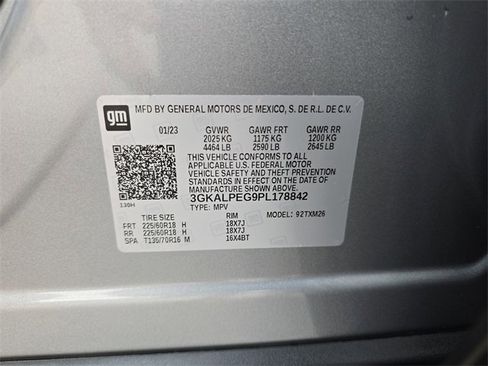 gm
MFD BY GENERAL MOTORS DE MEXICO, S. DE R.L. DE C.V.
01/23 GVWR GAWR FRT GAWR RR
2025 KG 1175 KG 1200 KG
4464 LB 2590 LB 2645 LB
THIS VEHICLE CONFORMS TO ALL
APPLICABLE U.S. FEDERAL MOTOR
VEHICLE SAFETY AND THEFT PREVENTION
STANDARDS IN EFFECT ON THE DATE
OF MANUFACTURE SHOWN ABOVE.
3GKALPEG9PL178842
TYPE: MPV
138H
TIRE SIZE RIM MODEL: 92TXM26
FRT 225/60R18 H 18X7J
RR 225/60R18 H 18X7J
SPA T135/70R16 M 16X4BT